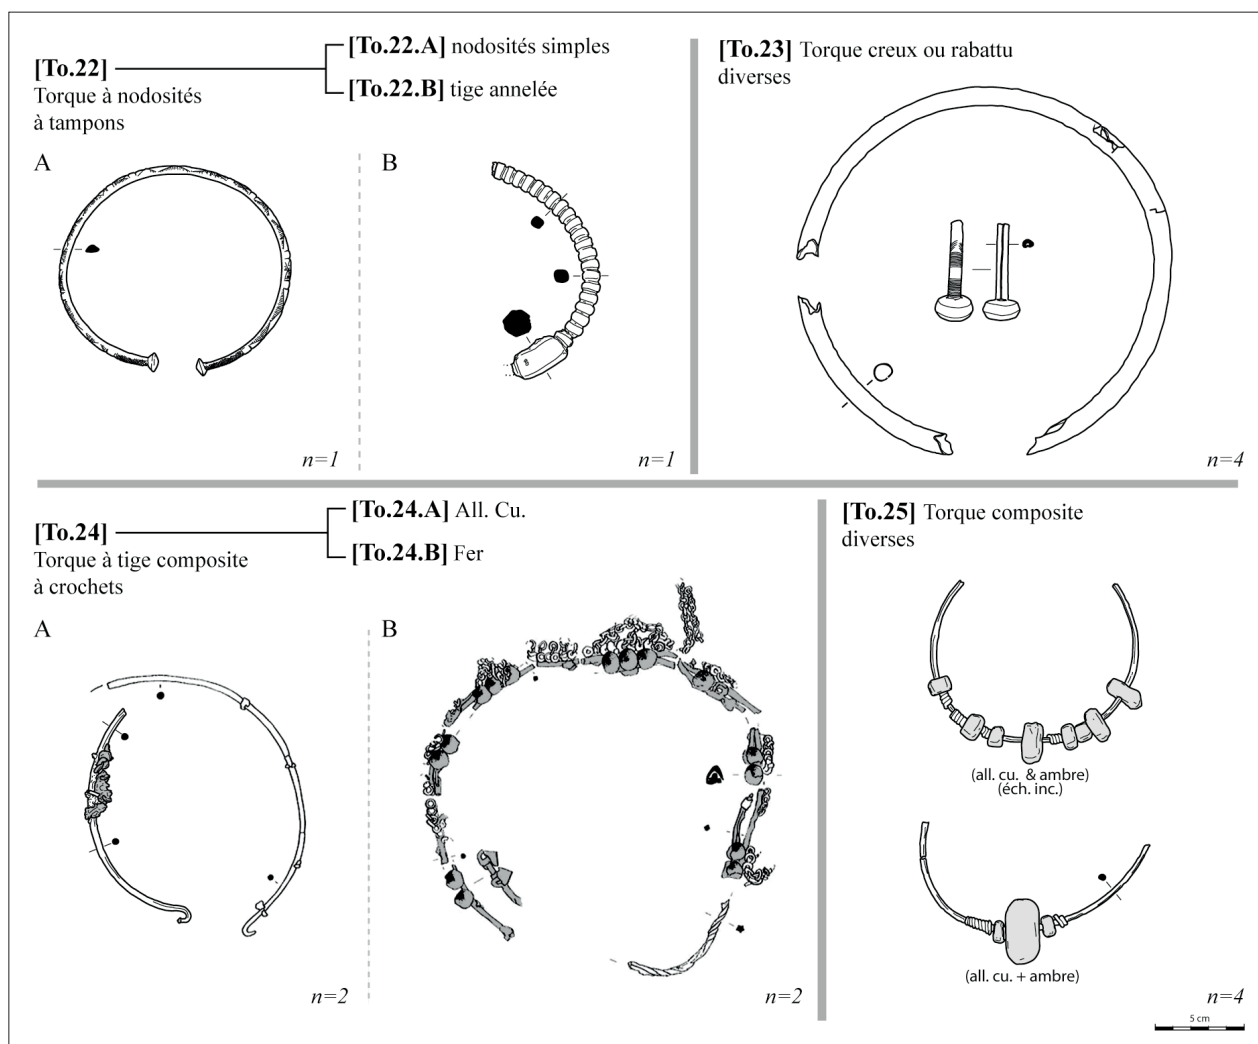 [To.22]
Torque à nodosités
à tampons
[To.22.A] nodosités simples
[To.22.B] tige annelée
A
n=1
B
n=1
[To.23] Torque creux ou rabattu
diverses
n=4
[To.24]
Torque à tige composite
à crochets
[To.24.A] All. Cu.
[To.24.B] Fer
A
n=2
B
n=2
[To.25] Torque composite
diverses
(all. cu. & ambre)
(éch. inc.)
(all. cu. + ambre)
n=4
5 cm